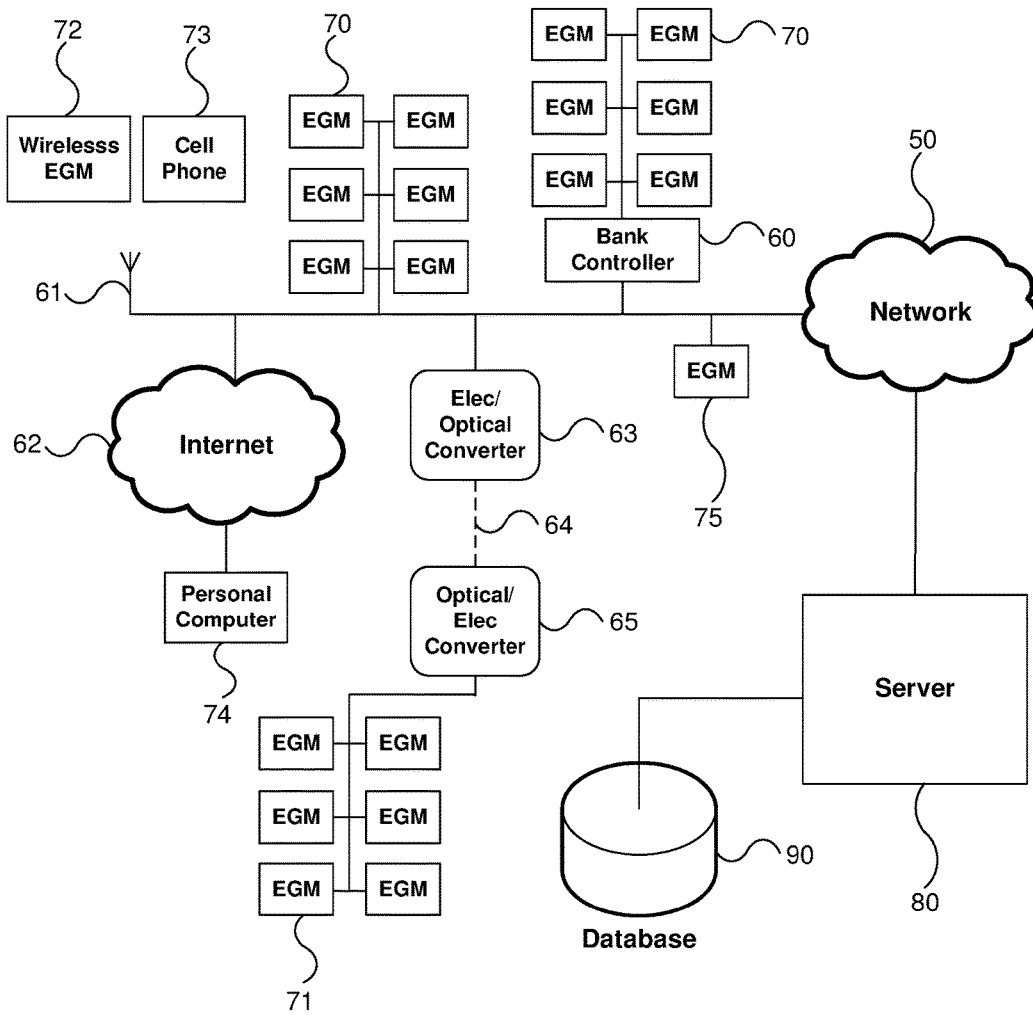 72
73
70
70
EGM
EGM
EGM
EGM
EGM
EGM
Wirelesss
EGM
Cell
Phone
EGM
EGM
EGM
EGM
50
EGM
EGM
EGM
EGM
Bank
Controller
60
61
Network
EGM
Elec/
Optical
Converter
63
62
Internet
75
64
Personal
Computer
Optical/
Elec
Converter
65
74
Server
EGM
EGM
EGM
EGM
90
EGM
EGM
80
Database
71